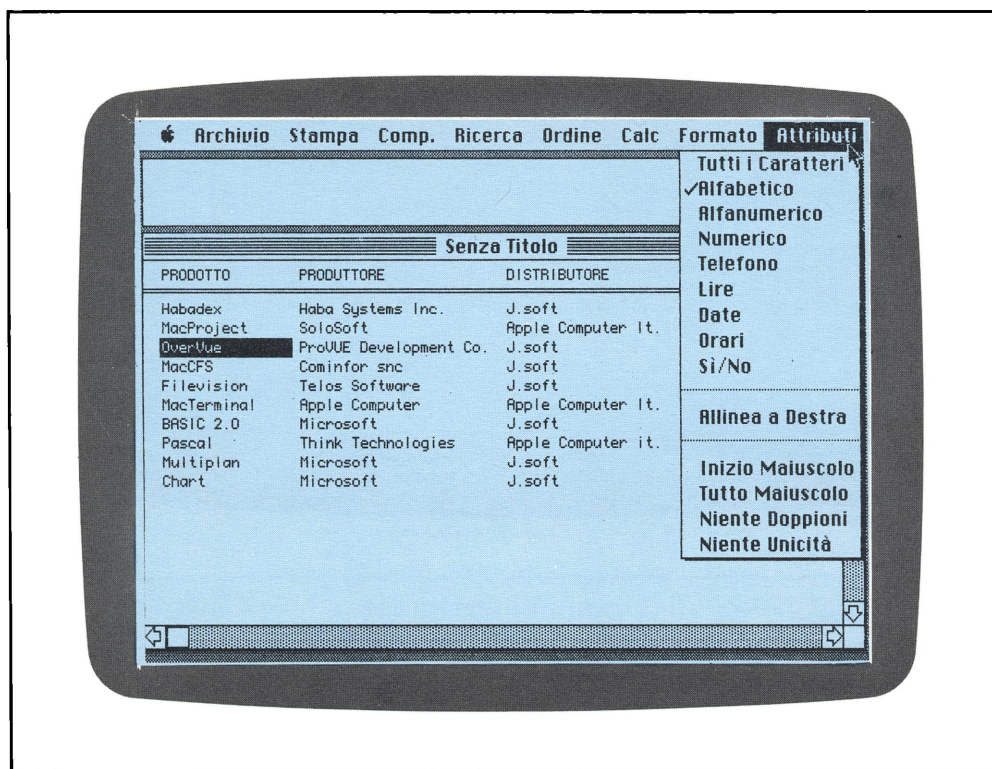 Archivio Stampa Comp. Ricerca Ordine Calc Formato Attributi
Tutti i Caratteri
✓Alfabetico
Alfanumerico
Numerico
Telefono
Lire
Date
Orari
Sì/No
Allinea a Destra
Inizio Maiuscolo
Tutto Maiuscolo
Niente Doppioni
Niente Unicità
Senza Titolo
PRODOTTO PRODUTTORE DISTRIBUTORE
Habadex Haba Systems Inc. J.soft
MacProject SoloSoft Apple Computer It.
OverVue ProVUE Development Co. J.soft
MacCFS Cominfor snc J.soft
Filevision Telos Software J.soft
MacTerminal Apple Computer Apple Computer It.
BASIC 2.0 Microsoft J.soft
Pascal Think Technologies Apple Computer it.
Multiplan Microsoft J.soft
Chart Microsoft J.soft